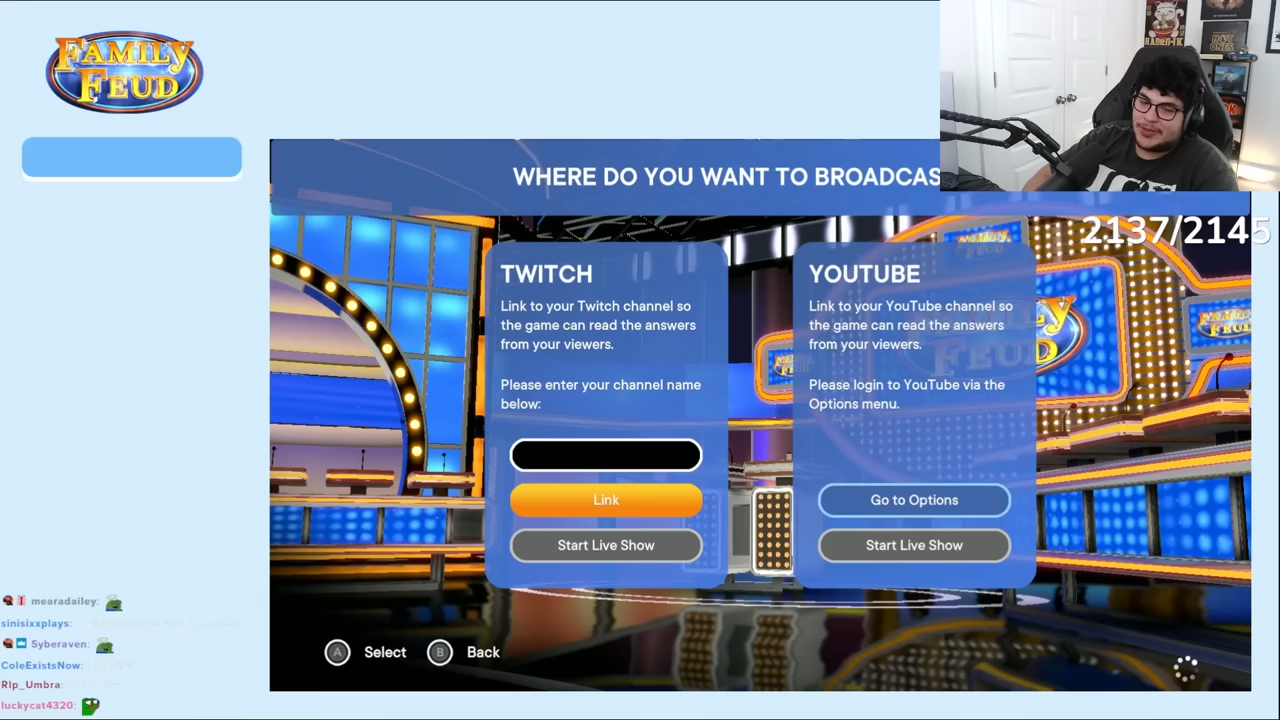 FAMILY
FEUD
WHERE DO YOU WANT TO BROADCAS
2137/2145
TWITCH
Link to your Twitch channel so
the game can read the answers
from your viewers.
Please enter your channel name
below:
Link
Start Live Show
YOUTUBE
Link to your YouTube channel so
the game can read the answers
from your viewers.
Please login to YouTube via the
Options menu.
Go to Options
Start Live Show
A Select B Back
mearadailey:
sinisixxplays:
Syberaven:
ColeExistsNow:
Rlp_Umbra:
luckycat4320:
HOT
ONES